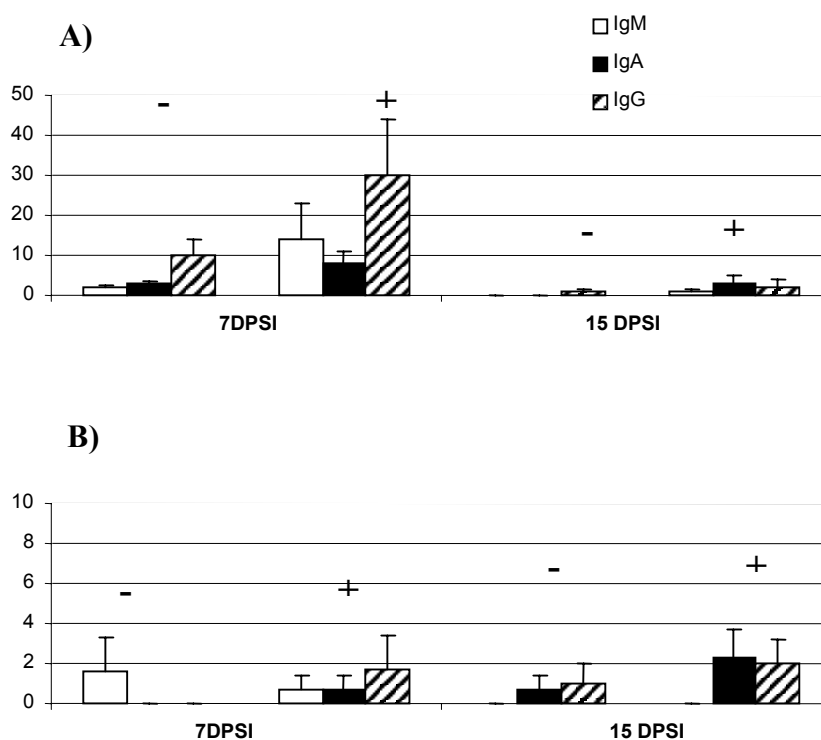 A)
IgM
IgA
IgG
50
40
30
20
10
0
- + - +
7DPSI 15 DPSI
B)
10
8
6
4
2
0
- + - +
7DPSI 15 DPSI